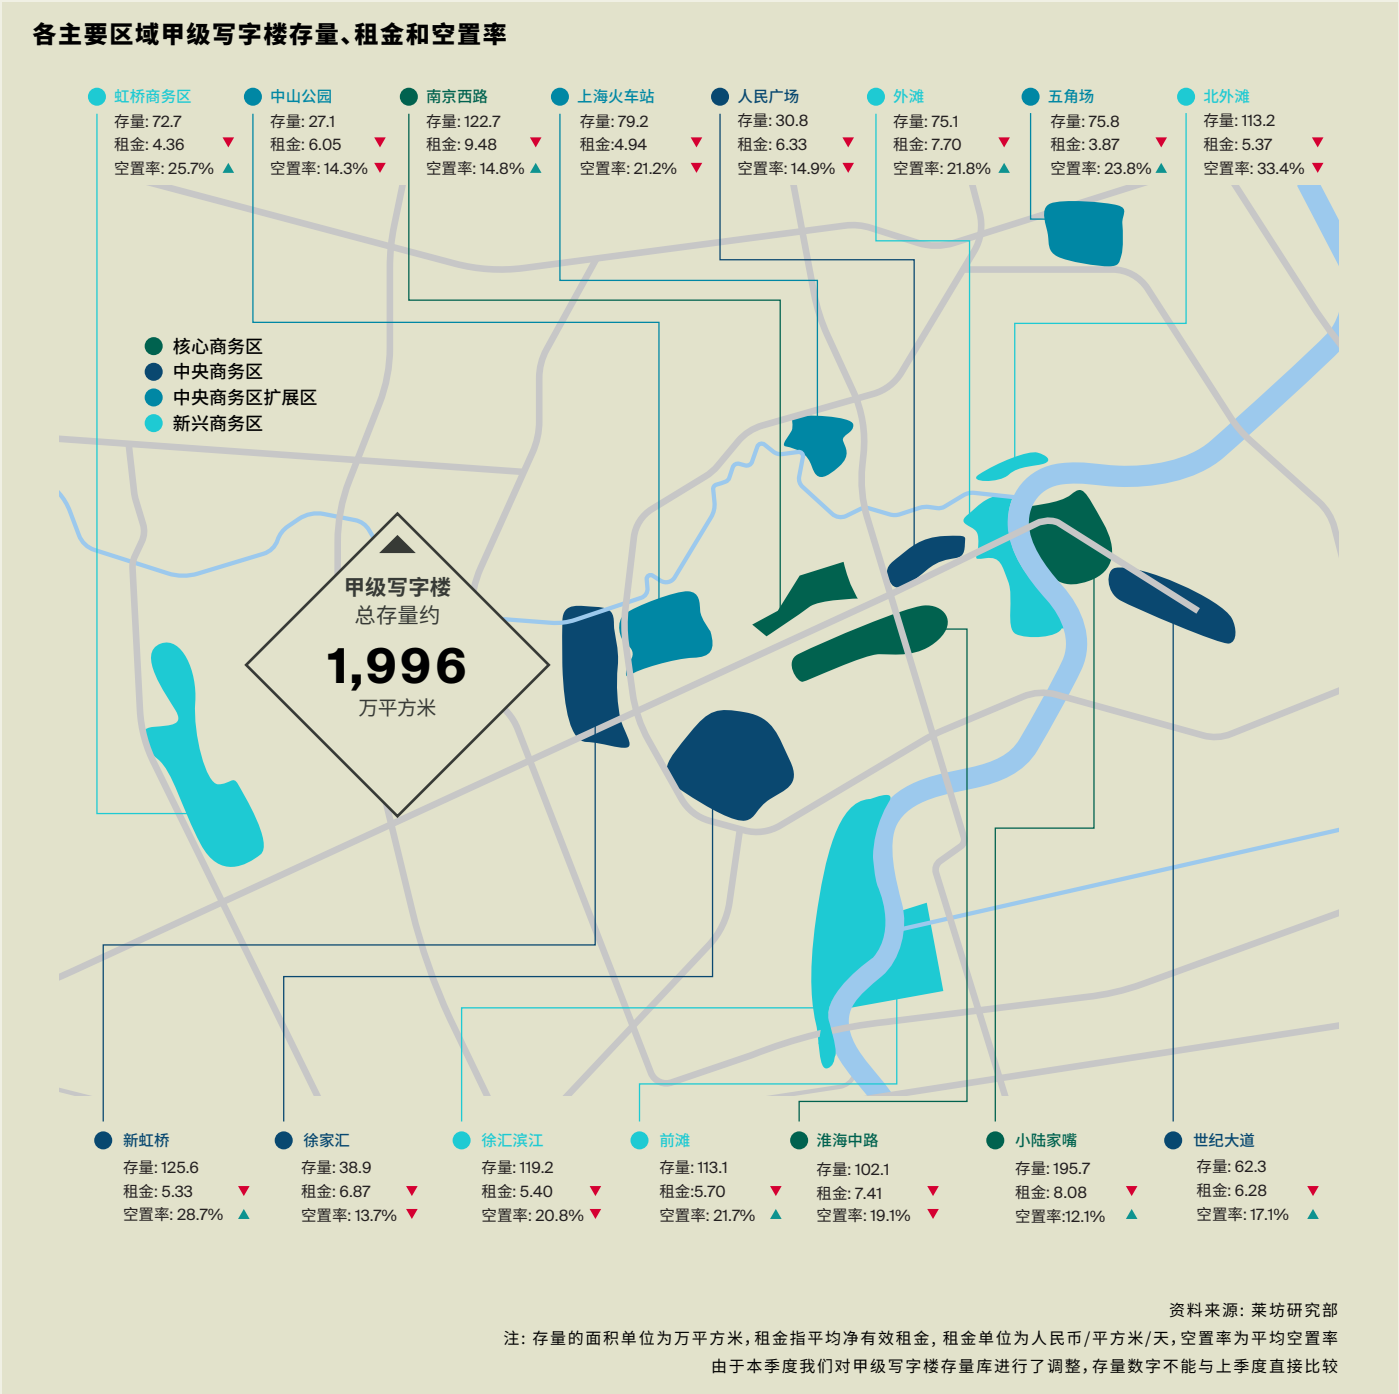 各主要区域甲级写字楼存量、租金和空置率
虹桥商务区
存量: 72.7
租金: 4.36
空置率: 25.7%
中山公园
存量: 27.1
租金: 6.05
空置率: 14.3%
南京西路
存量: 122.7
租金: 9.48
空置率: 14.8%
上海火车站
存量: 79.2
租金:4.94
空置率: 21.2%
人民广场
存量: 30.8
租金: 6.33
空置率: 14.9%
外滩
存量: 75.1
租金: 7.70
空置率: 21.8%
五角场
存量: 75.8
租金: 3.87
空置率: 23.8%
北外滩
存量: 113.2
租金: 5.37
空置率: 33.4%
核心商务区
中央商务区
中央商务区扩展区
新兴商务区
甲级写字楼
总存量约
1,996
万平方米
新虹桥
存量: 125.6
租金: 5.33
空置率: 28.7%
徐家汇
存量: 38.9
租金: 6.87
空置率: 13.7%
徐汇滨江
存量: 119.2
租金: 5.40
空置率: 20.8%
前滩
存量: 113.1
租金:5.70
空置率: 21.7%
淮海中路
存量: 102.1
租金: 7.41
空置率: 19.1%
小陆家嘴
存量: 195.7
租金: 8.08
空置率:12.1%
世纪大道
存量: 62.3
租金: 6.28
空置率: 17.1%
资料来源: 莱坊研究部
注: 存量的面积单位为万平方米,租金指平均净有效租金, 租金单位为人民币/平方米/天,空置率为平均空置率
由于本季度我们对甲级写字楼存量库进行了调整,存量数字不能与上季度直接比较